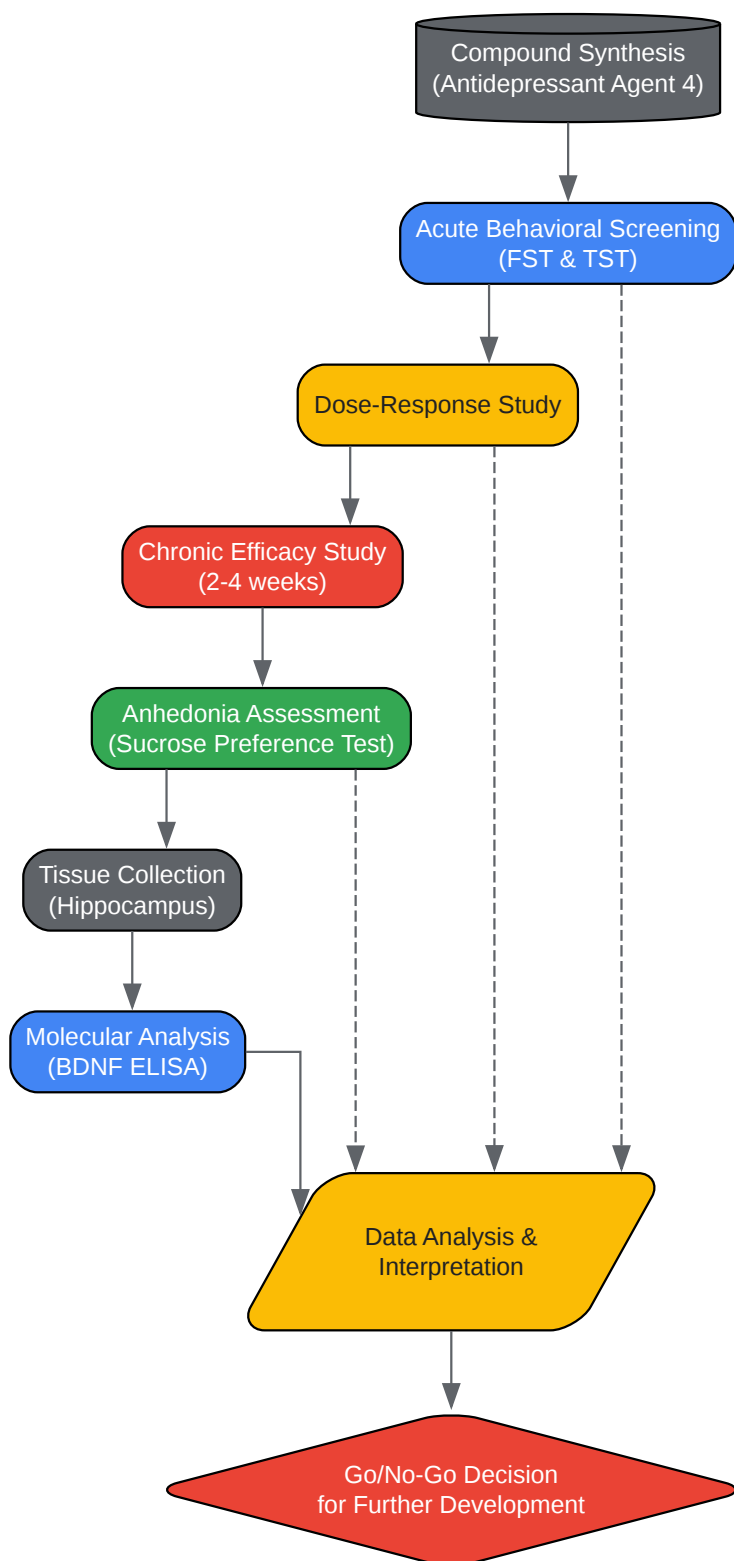 Compound Synthesis
(Antidepressant Agent 4)
Acute Behavioral Screening
(FST & TST)
Dose-Response Study
Chronic Efficacy Study
(2-4 weeks)
Anhedonia Assessment
(Sucrose Preference Test)
Tissue Collection
(Hippocampus)
Molecular Analysis
(BDNF ELISA)
Data Analysis &
Interpretation
Go/No-Go Decision
for Further Development